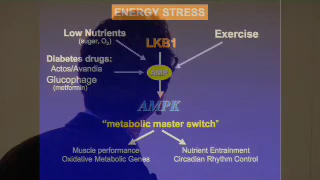 ENERGY STRESS
Low Nutrients
(sugar, O2)
LKB1
Exercise
Diabetes drugs:
Actos/Avandia
Glucophage
(metformin)
AMP
AMPK
"metabolic master switch"
Muscle performance
Oxidative Metabolic Genes
Nutrient Entrainment
Circadian Rhythm Control